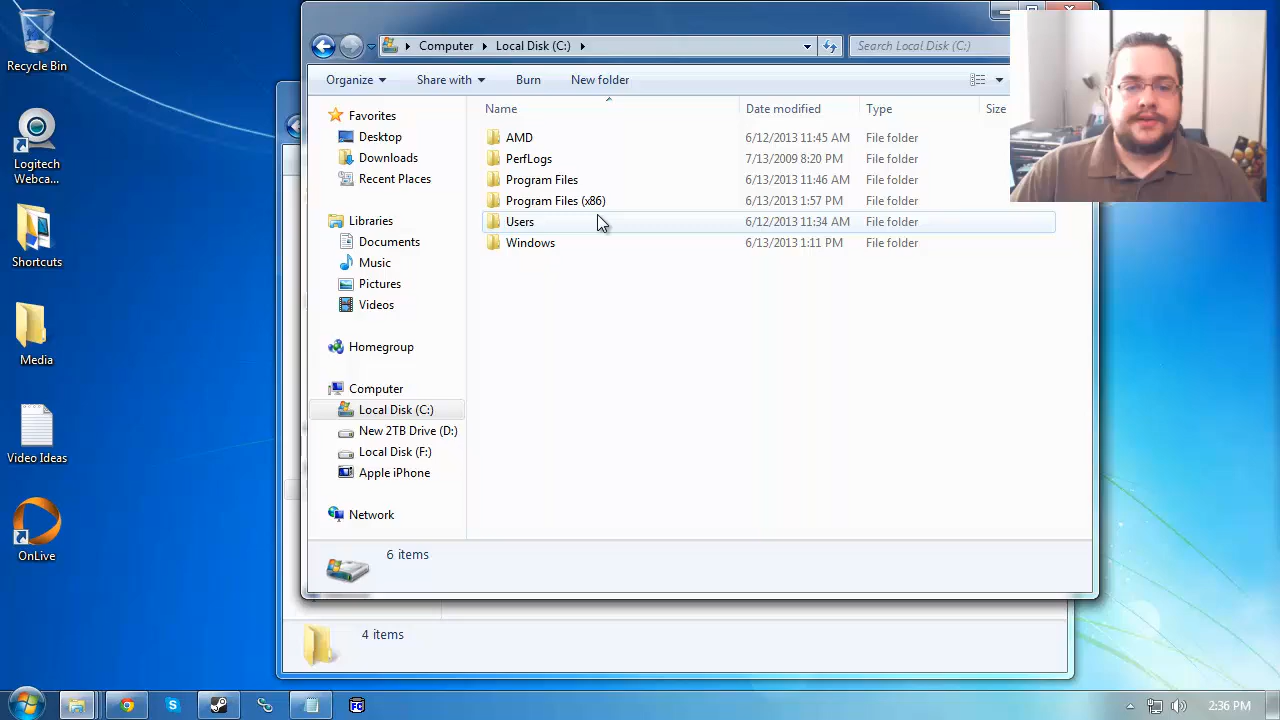 Recycle Bin
Logitech
Webca...
Shortcuts
Media
Video Ideas
OnLive
Computer
Local Disk (C:)
Search Local Disk (C:)
Organize
Share with
Burn
New folder
Name
Date modified
Type
Size
Favorites
Desktop
Downloads
Recent Places
Libraries
Documents
Music
Pictures
Videos
Homegroup
Computer
Local Disk (C:)
New 2TB Drive (D:)
Local Disk (F:)
Apple iPhone
Network
AMD 6/12/2013 11:45 AM File folder
PerfLogs 7/13/2009 8:20 PM File folder
Program Files 6/13/2013 11:46 AM File folder
Program Files (x86) 6/13/2013 1:57 PM File folder
Users 6/12/2013 11:34 AM File folder
Windows 6/13/2013 1:11 PM File folder
6 items
4 items
FC
2:36 PM